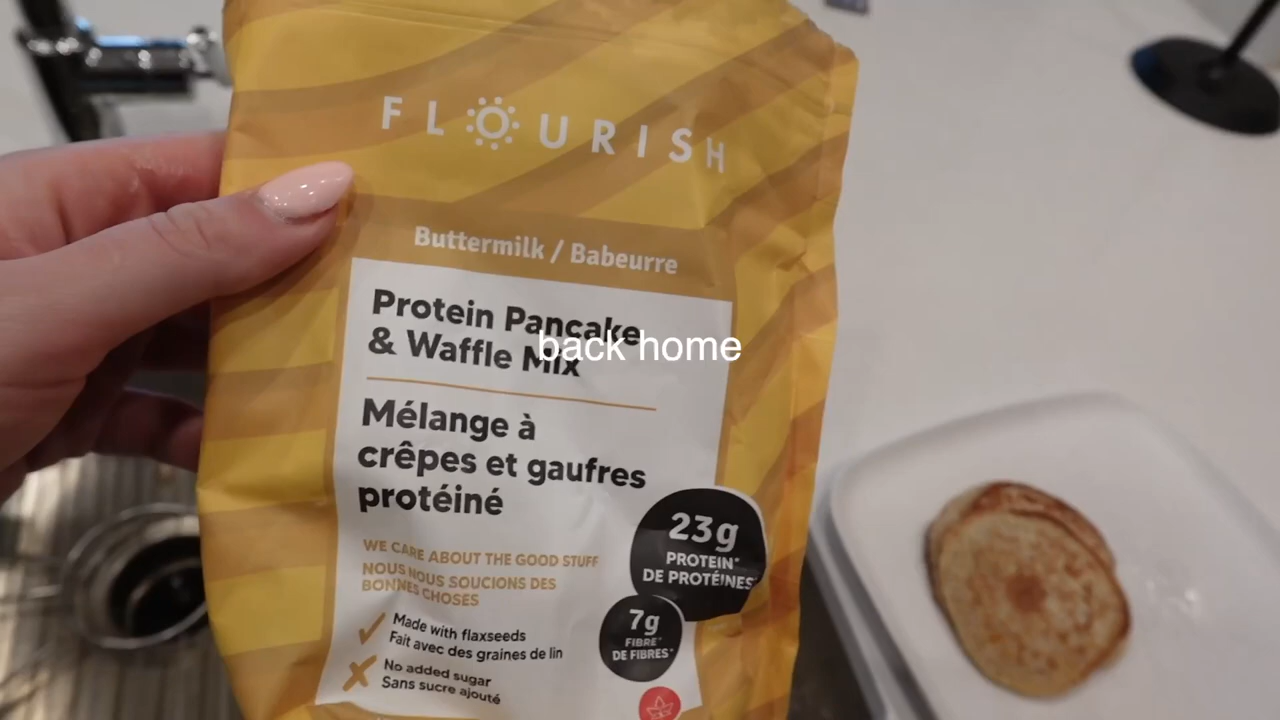 FLOURISH
Buttermilk / Babeurre
Protein Pancake
& Waffle Mix
back home
Mélange à
crêpes et gaufres
protéiné
23g
PROTEIN*
DE PROTÉINES*
7g
FIBRE*
DE FIBRES*
WE CARE ABOUT THE GOOD STUFF
NOUS NOUS SOUCIONS DES
BONNES CHOSES
Made with flaxseeds
Fait avec des graines de lin
No added sugar
Sans sucre ajouté